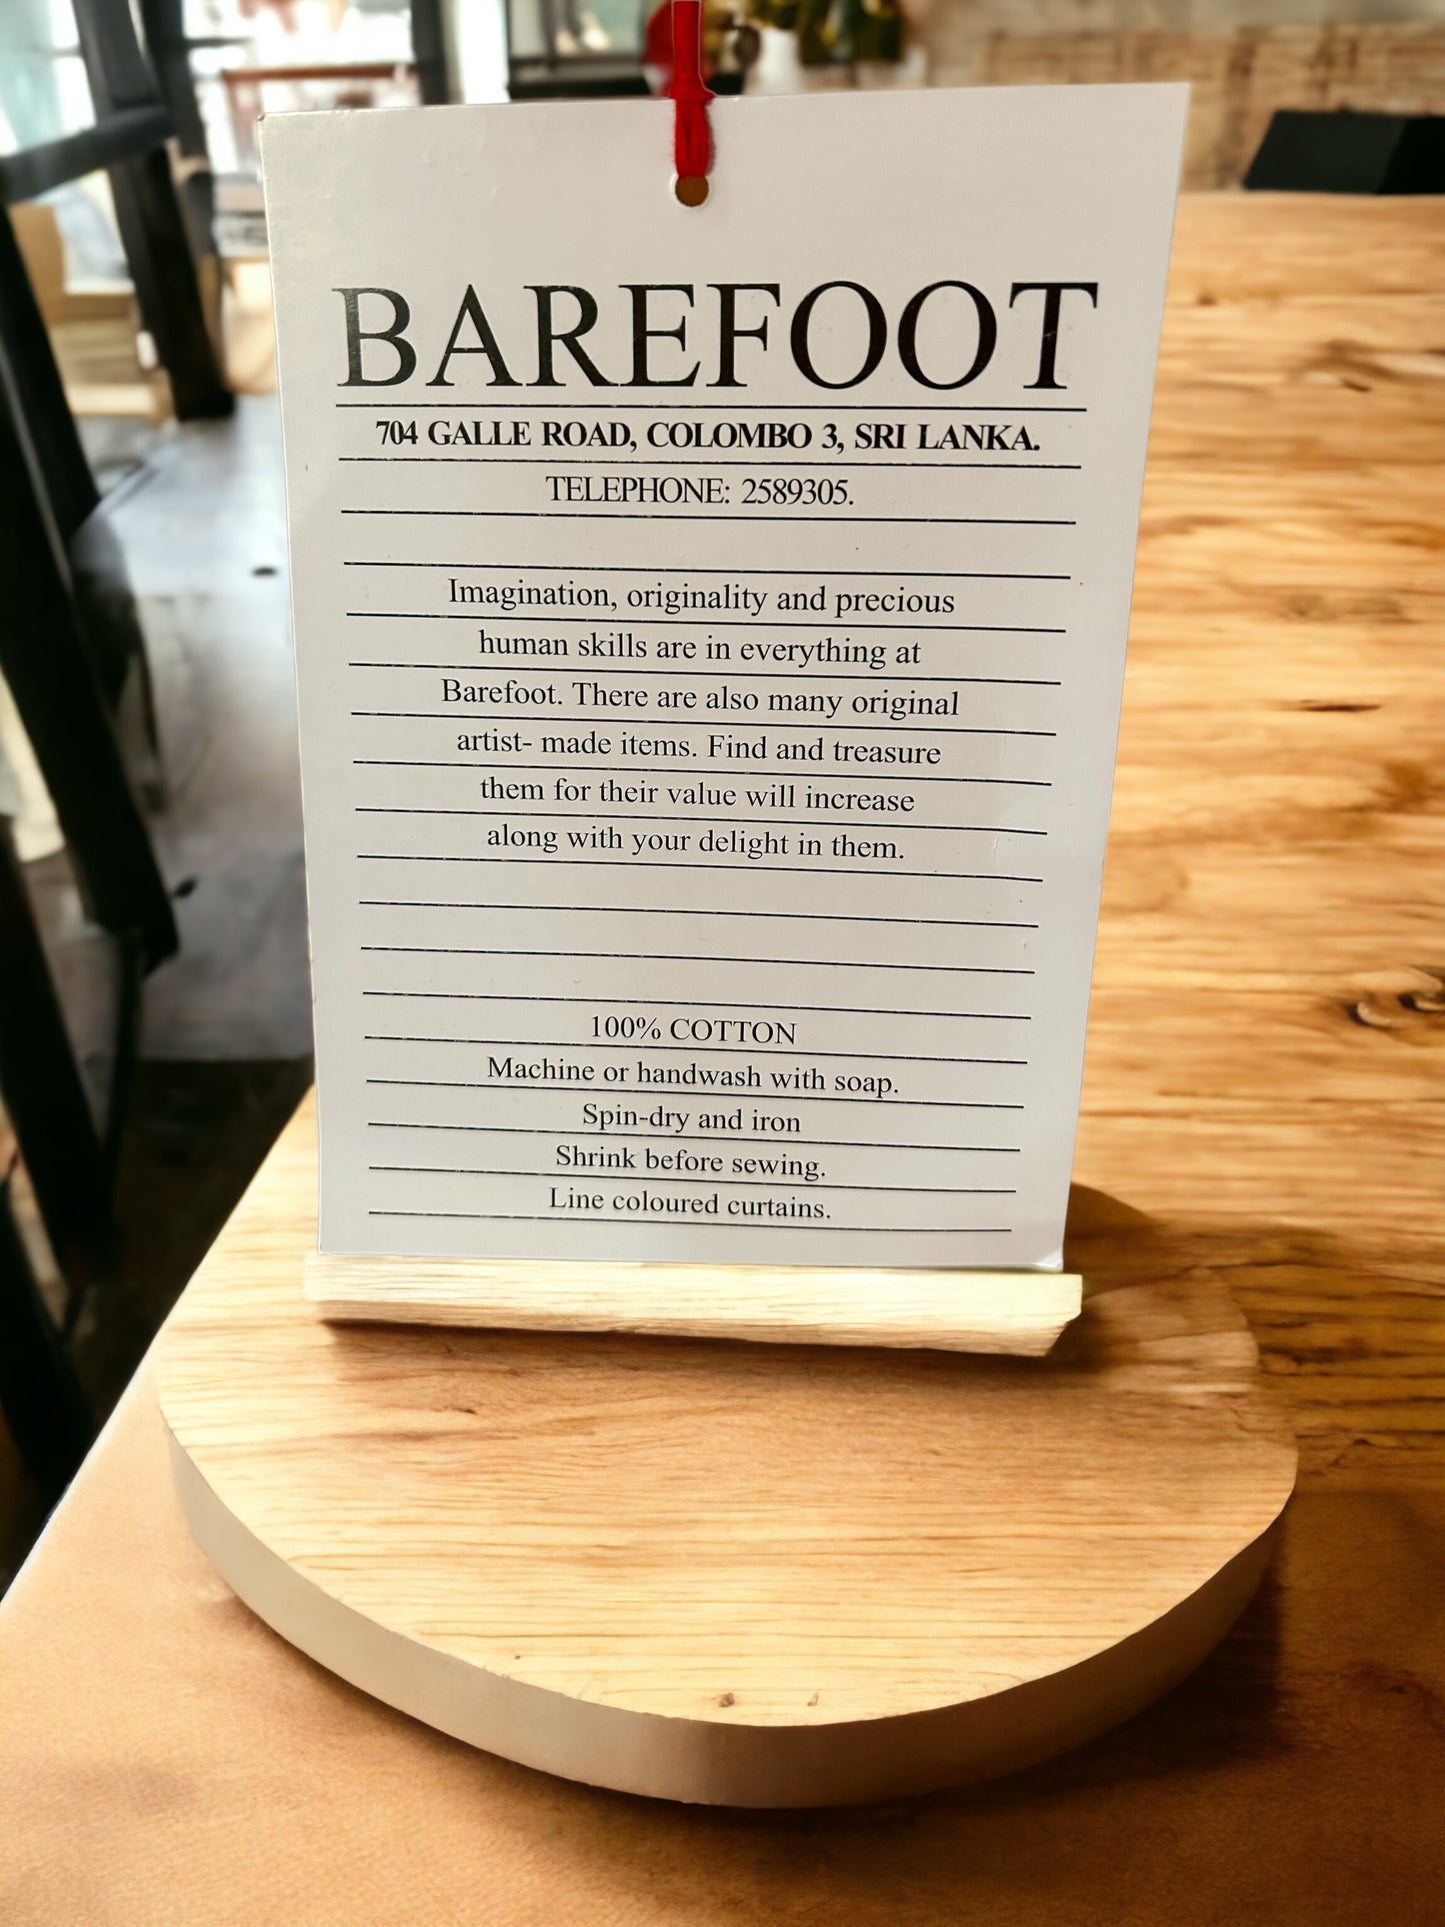 BAREFOOT
704 GALLE ROAD, COLOMBO 3, SRI LANKA.
TELEPHONE: 2589305.
Imagination, originality and precious
human skills are in everything at
Barefoot. There are also many original
artist- made items. Find and treasure
them for their value will increase
along with your delight in them.
100% COTTON
Machine or handwash with soap.
Spin-dry and iron
Shrink before sewing.
Line coloured curtains.